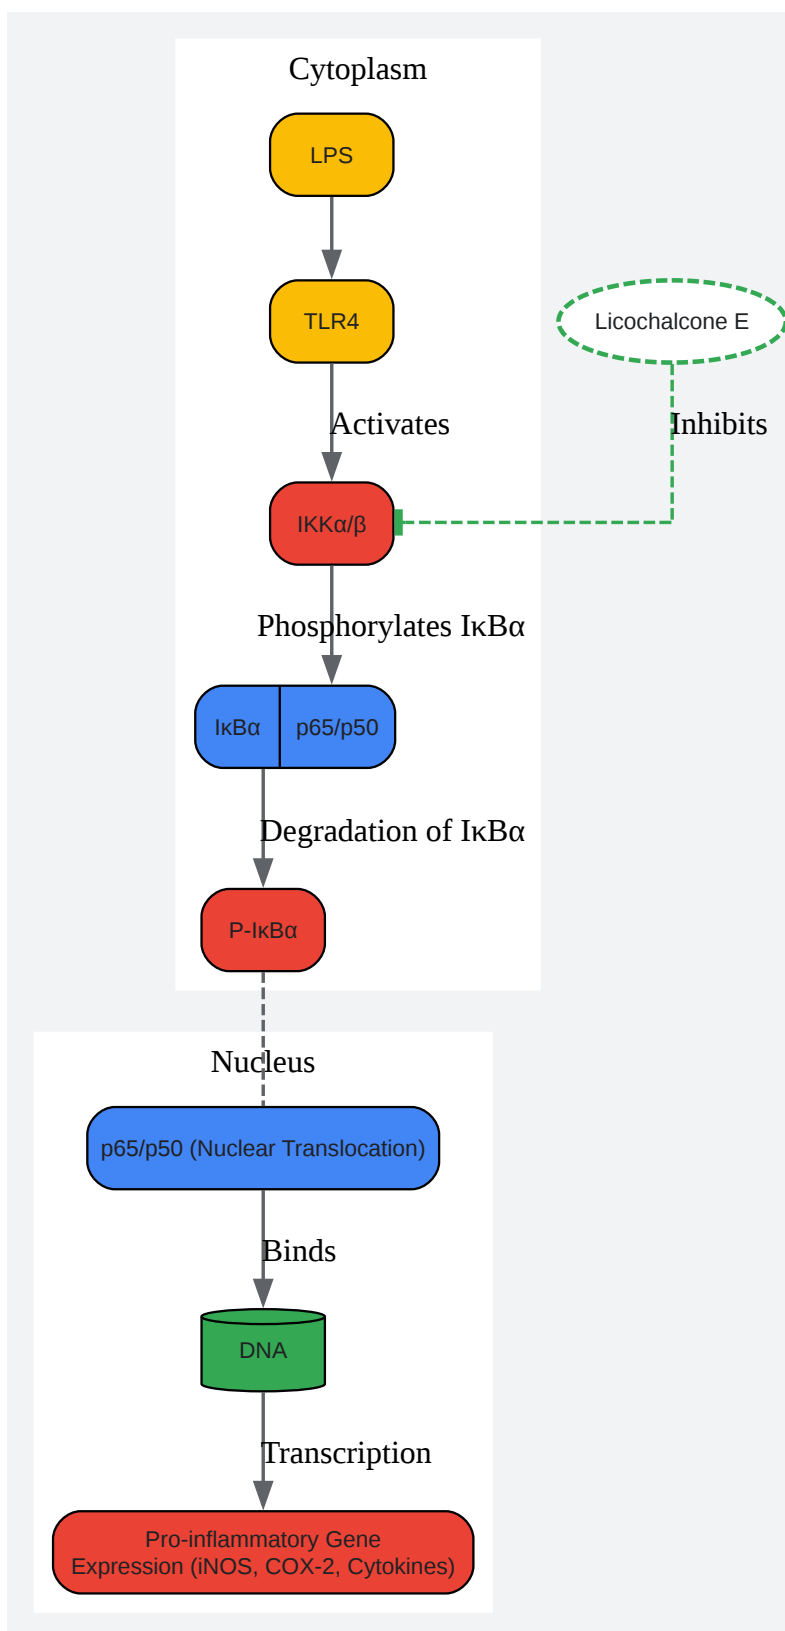 Cytoplasm
LPS
TLR4
Licochalcone E
Activates
Inhibits
IKKα/β
Phosphorylates IκBα
IκBα
p65/p50
Degradation of IκBα
P-IκBα
Nucleus
p65/p50 (Nuclear Translocation)
Binds
DNA
Transcription
Pro-inflammatory Gene
Expression (iNOS, COX-2, Cytokines)